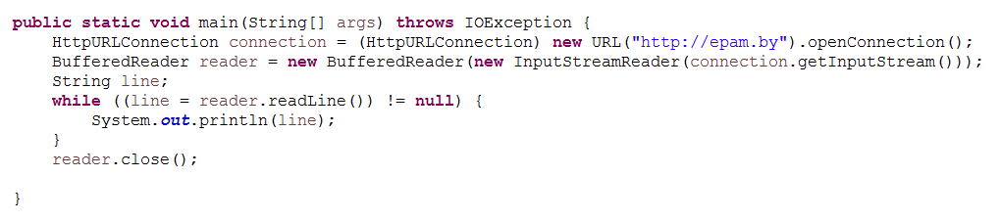 public static void main(String[] args) throws IOException {
    HttpURLConnection connection = (HttpURLConnection) new URL("http://epam.by").openConnection();
    BufferedReader reader = new BufferedReader(new InputStreamReader(connection.getInputStream()));
    String line;
    while ((line = reader.readLine()) != null) {
        System.out.println(line);
    }
    reader.close();

}